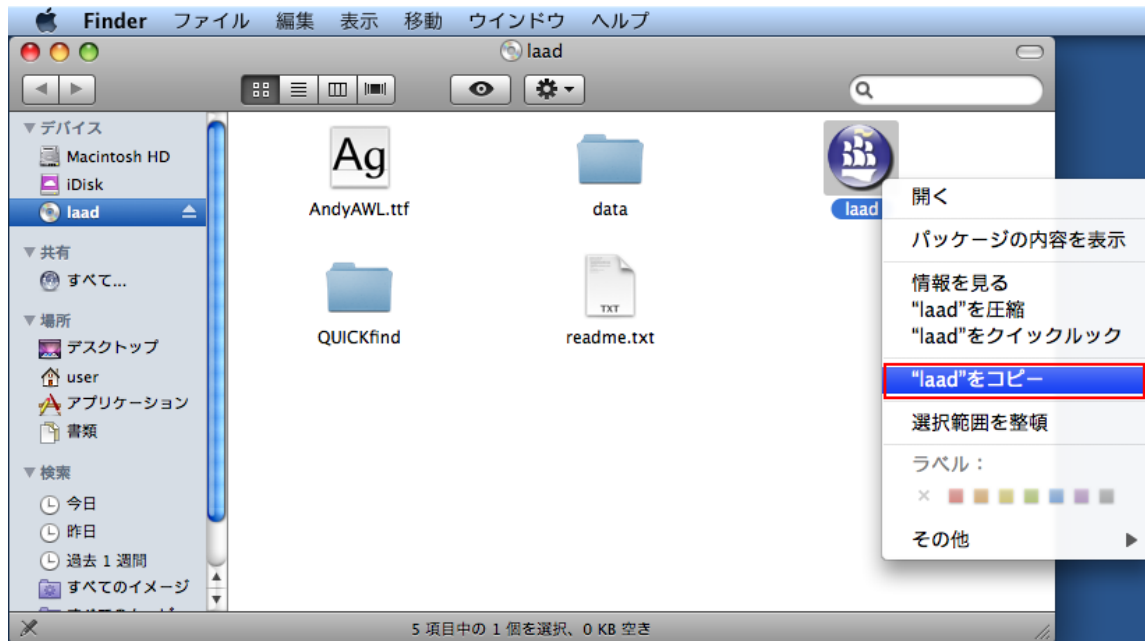 Finder ファイル 編集 表示 移動 ウインドウ ヘルプ
laad
デバイス
Macintosh HD
iDisk
laad
共有
すべて...
場所
デスクトップ
user
アプリケーション
書類
検索
今日
昨日
過去 1 週間
すべてのイメージ
Ag
AndyAWL.ttf
data
laad
QUICKfind
TXT
readme.txt
開く
パッケージの内容を表示
情報を見る
“laad”を圧縮
“laad”をクイックルック
“laad”をコピー
選択範囲を整頓
ラベル：
その他
5 項目中の 1 個を選択、0 KB 空き